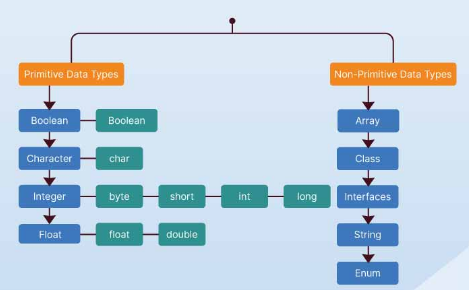 Primitive Data Types
Non-Primitive Data Types
Boolean
Boolean
Array
Character
char
Class
Integer
byte
short
int
long
Interfaces
Float
float
double
String
Enum